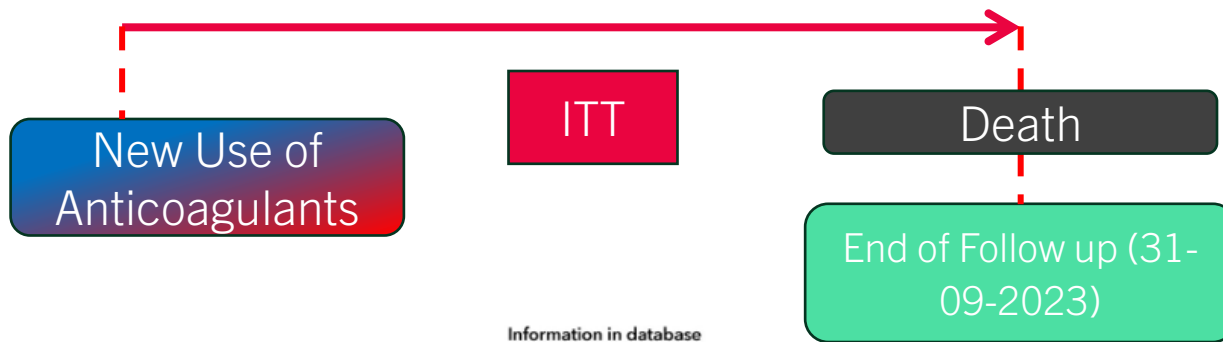 New Use of
Anticoagulants
ITT
Death
End of Follow up (31-
09-2023)
Information in database